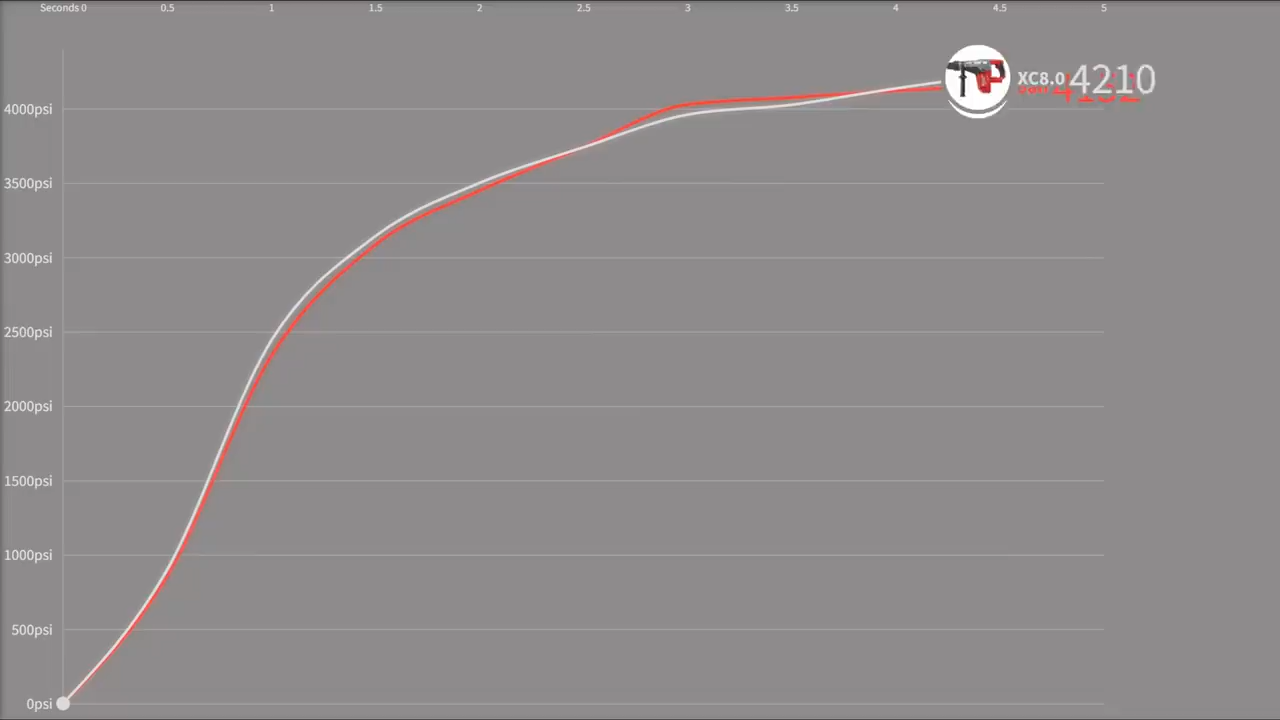 Seconds 0 0.5 1 1.5 2 2.5 3 3.5 4 4.5 5
XC8.0 4210
4000psi
3500psi
3000psi
2500psi
2000psi
1500psi
1000psi
500psi
0psi